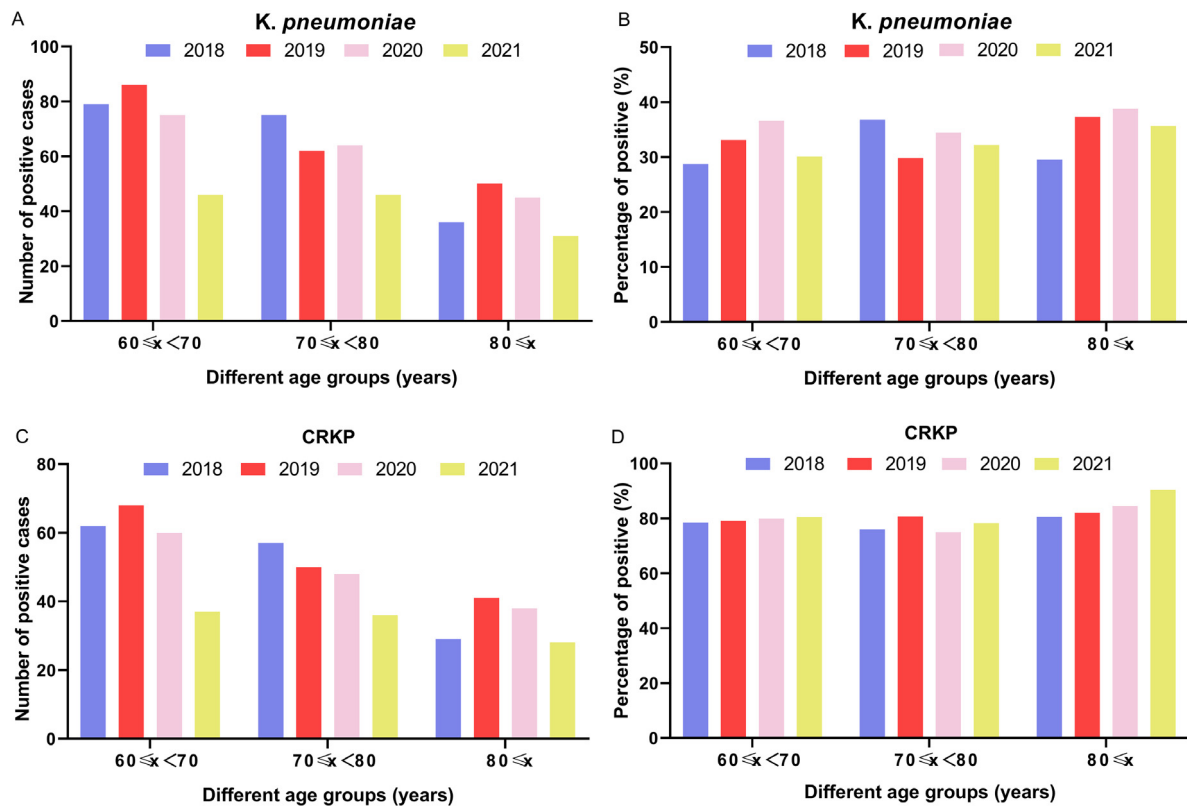 A
K. pneumoniae
2018 2019 2020 2021
Number of positive cases
100
80
60
40
20
0
60≤x<70 70≤x<80 80≤x
Different age groups (years)
B
K. pneumoniae
2018 2019 2020 2021
Percentage of positive (%)
50
40
30
20
10
0
60≤x<70 70≤x<80 80≤x
Different age groups (years)
C
CRKP
2018 2019 2020 2021
Number of positive cases
80
60
40
20
0
60≤x<70 70≤x<80 80≤x
Different age groups (years)
D
CRKP
2018 2019 2020 2021
Percentage of positive (%)
100
80
60
40
20
0
60≤x<70 70≤x<80 80≤x
Different age groups (years)